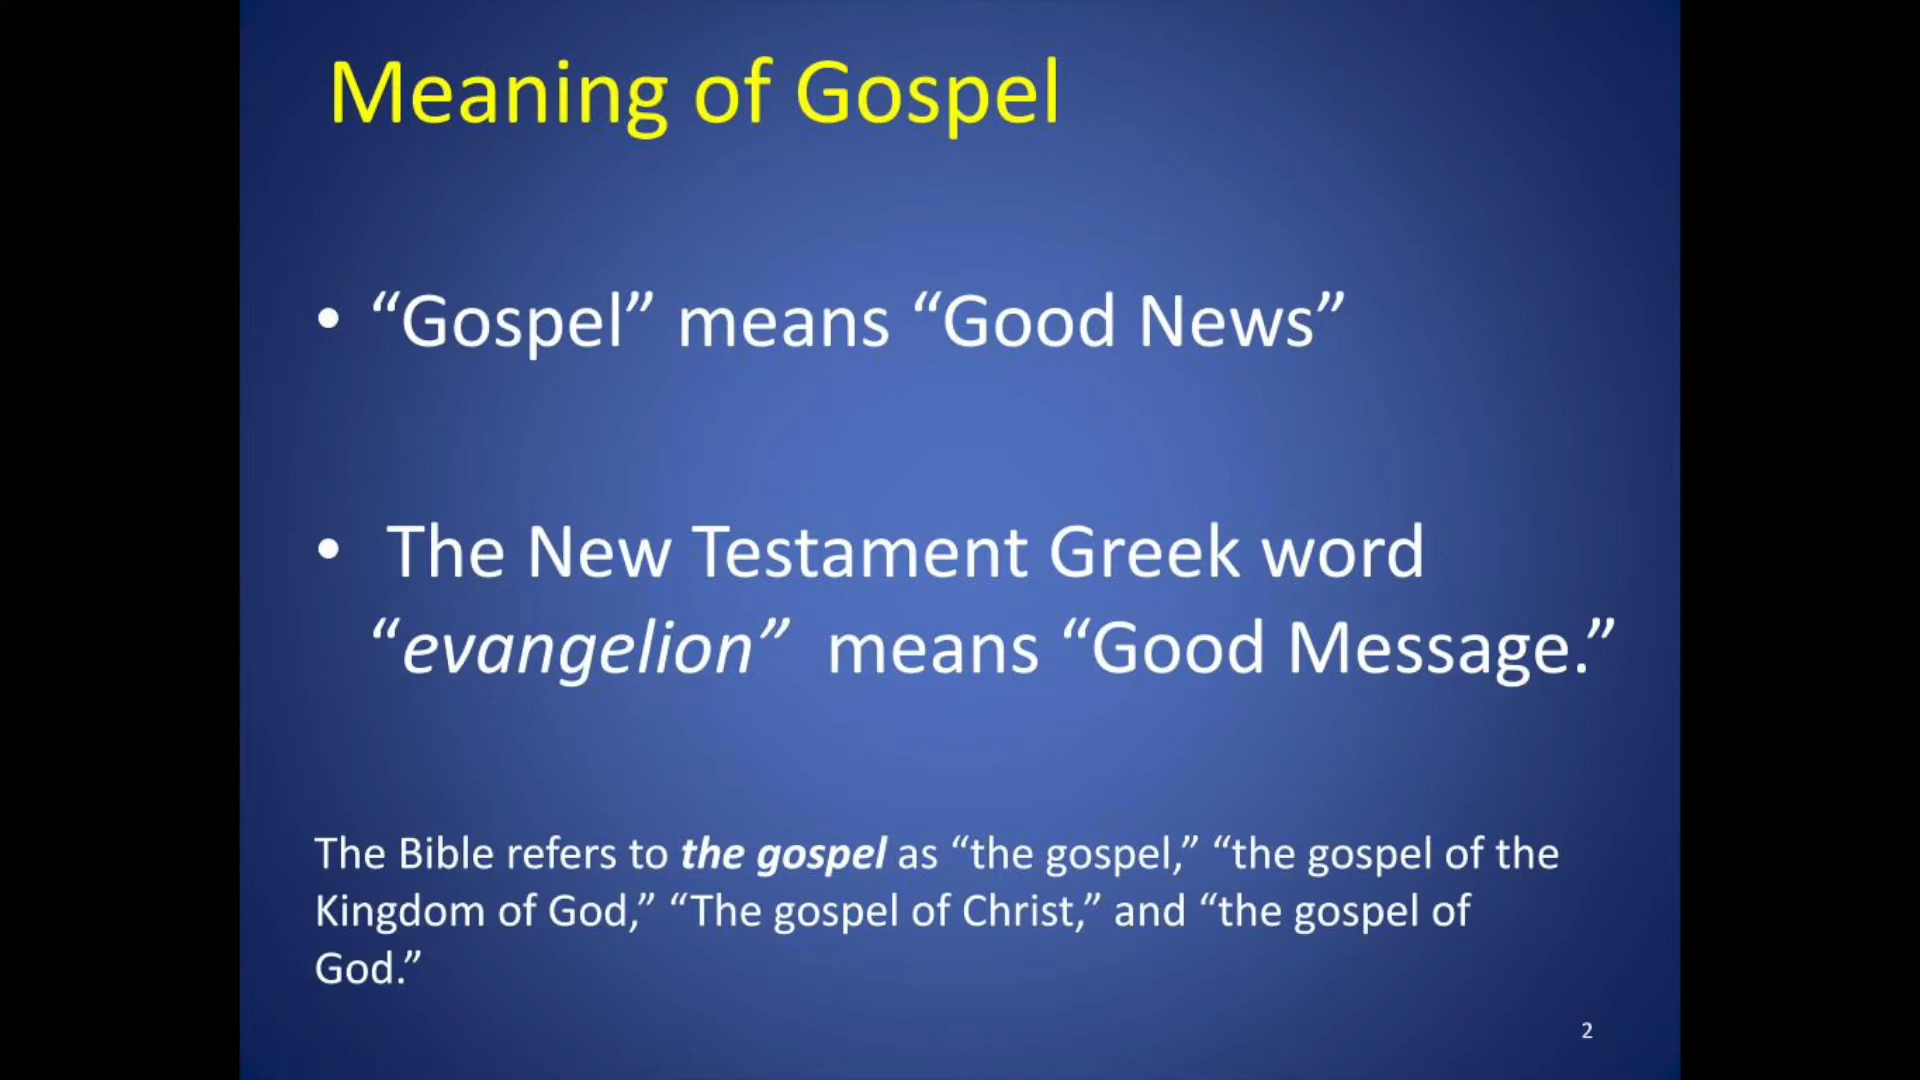 Meaning of Gospel
• “Gospel” means “Good News”
• The New Testament Greek word
“evangelion” means “Good Message.”
The Bible refers to the gospel as “the gospel,” “the gospel of the
Kingdom of God,” “The gospel of Christ,” and “the gospel of
God.”
2